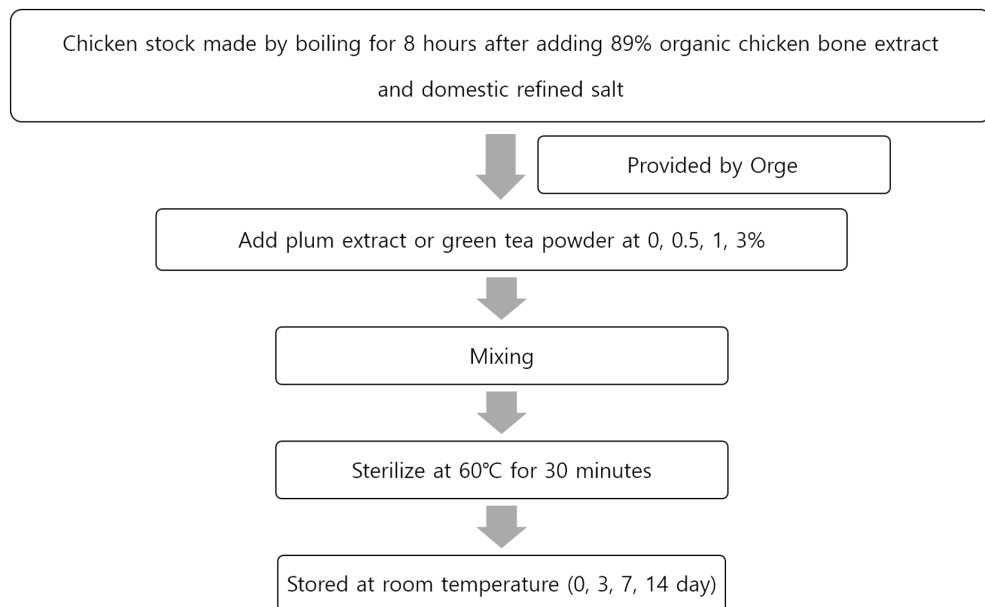 Chicken stock made by boiling for 8 hours after adding 89% organic chicken bone extract
and domestic refined salt
Provided by Orge
Add plum extract or green tea powder at 0, 0.5, 1, 3%
Mixing
Sterilize at 60℃ for 30 minutes
Stored at room temperature (0, 3, 7, 14 day)